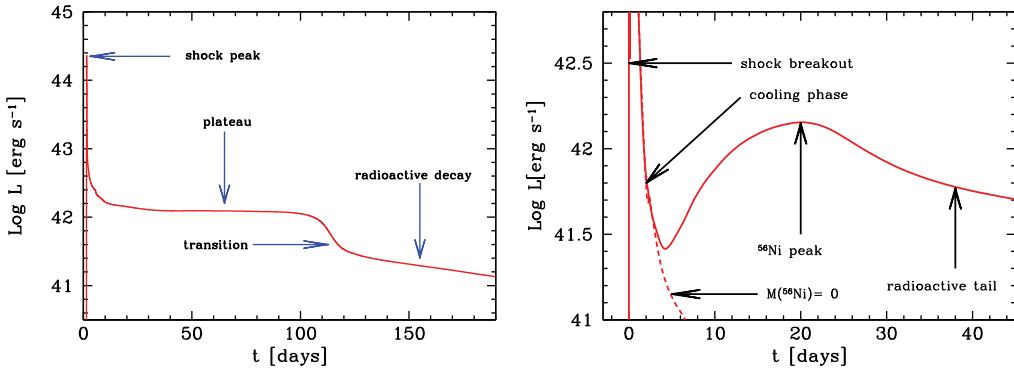 45
44
43
42
41
Log L [erg s⁻¹]
shock peak
plateau
radioactive decay
transition
0
50
100
150
t [days]
42.5
42
41.5
41
Log L[erg s⁻¹]
shock breakout
cooling phase
⁵⁶Ni peak
radioactive tail
M(⁵⁶Ni)= 0
0
10
20
30
40
t [days]